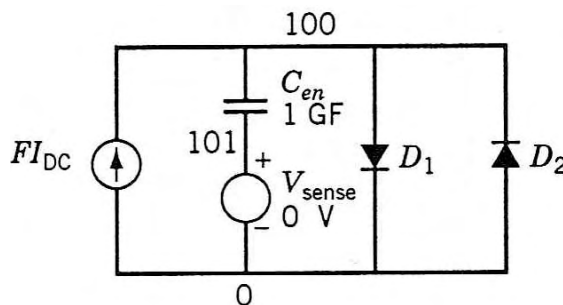 100
C_en
1 GF
101
+
FI_DC
V_sense
0 V
−
D_1
D_2
0